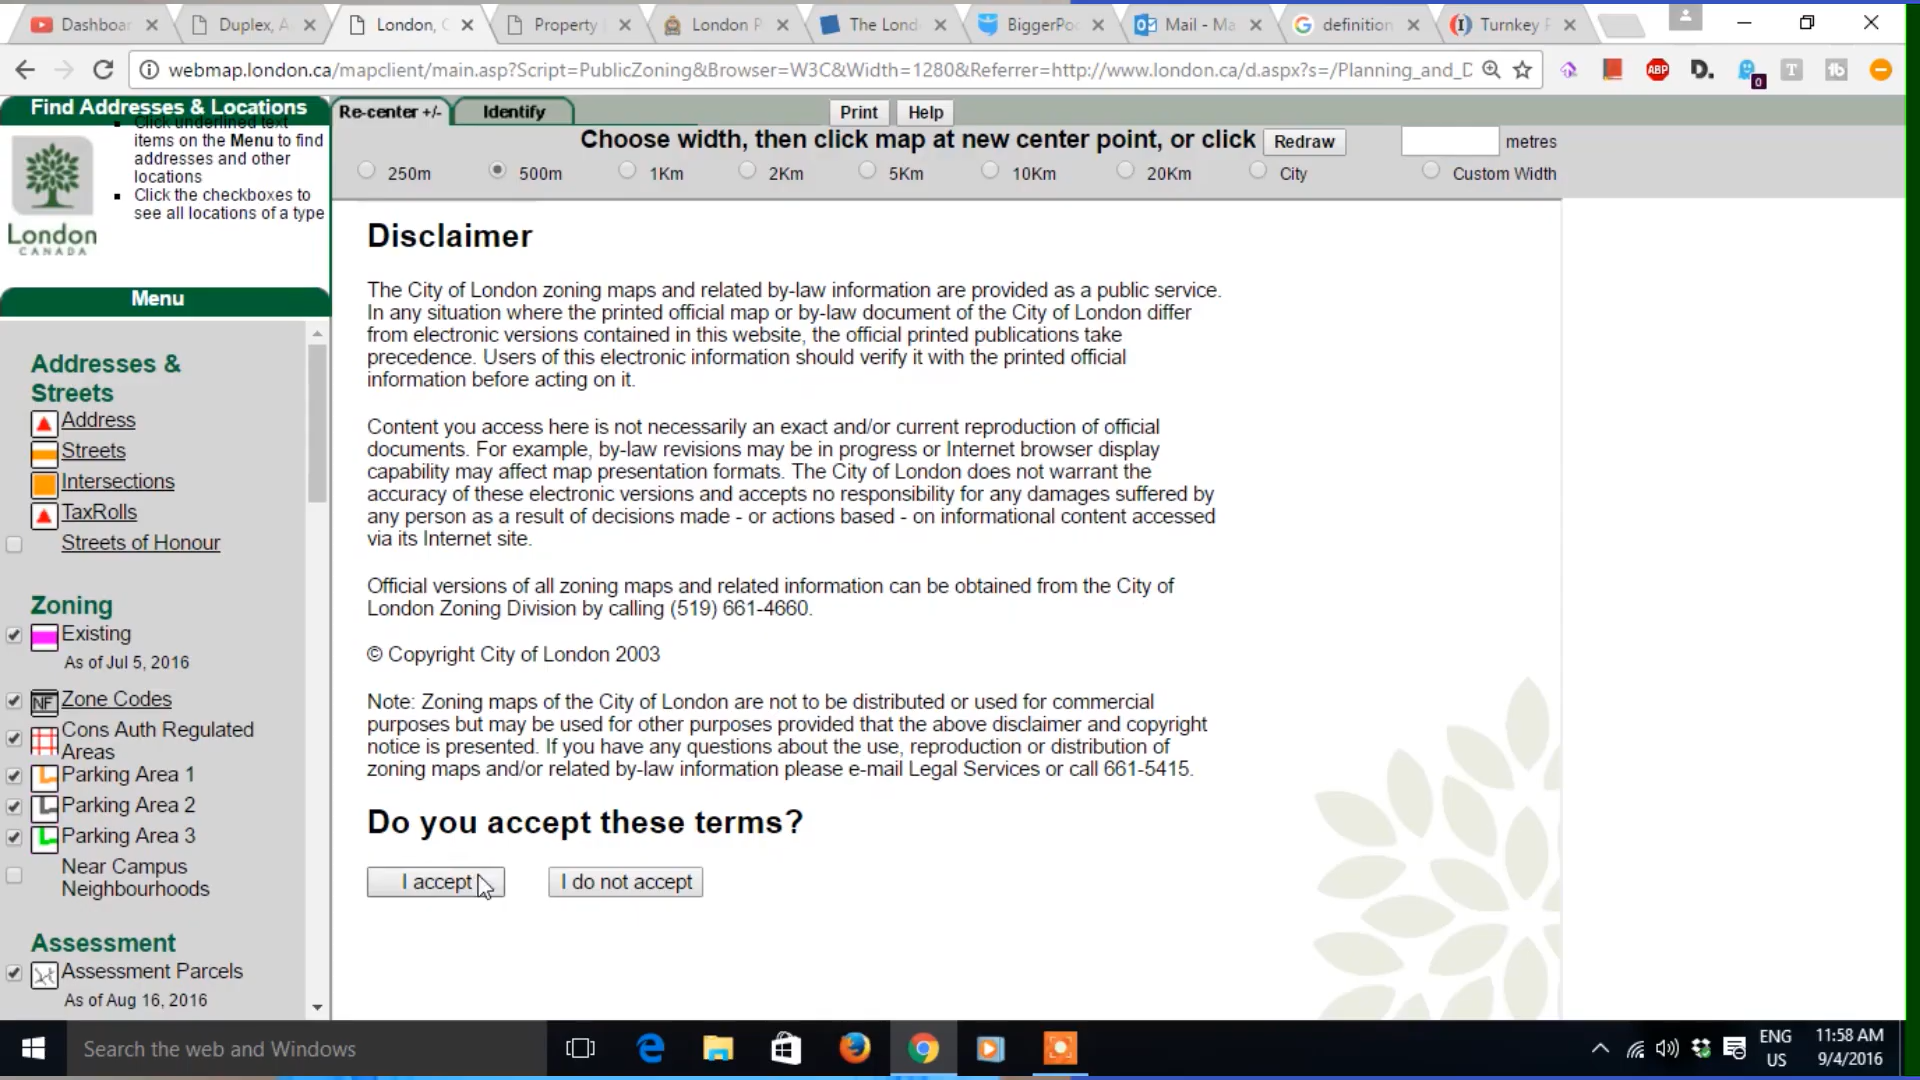 Dashboar
Duplex, A
London, C
Property
London P
The Lond
BiggerPoc
Mail - Ma
definition
Turnkey P
webmap.london.ca/mapclient/main.asp?Script=PublicZoning&Browser=W3C&Width=1280&Referrer=http://www.london.ca/d.aspx?s=/Planning_and_D
ABP
D.
0
T
Find Addresses & Locations
Click underlined text
items on the Menu to find
addresses and other
locations
Click the checkboxes to
see all locations of a type
London
CANADA
Re-center +/-
Identify
Print
Help
Choose width, then click map at new center point, or click
Redraw
metres
250m
500m
1Km
2Km
5Km
10Km
20Km
City
Custom Width
Menu
Addresses &
Streets
Address
Streets
Intersections
TaxRolls
Streets of Honour
Zoning
Existing
As of Jul 5, 2016
NF
Zone Codes
Cons Auth Regulated
Areas
Parking Area 1
Parking Area 2
Parking Area 3
Near Campus
Neighbourhoods
Assessment
Assessment Parcels
As of Aug 16, 2016
Disclaimer
The City of London zoning maps and related by-law information are provided as a public service.
In any situation where the printed official map or by-law document of the City of London differ
from electronic versions contained in this website, the official printed publications take
precedence. Users of this electronic information should verify it with the printed official
information before acting on it.
Content you access here is not necessarily an exact and/or current reproduction of official
documents. For example, by-law revisions may be in progress or Internet browser display
capability may affect map presentation formats. The City of London does not warrant the
accuracy of these electronic versions and accepts no responsibility for any damages suffered by
any person as a result of decisions made - or actions based - on informational content accessed
via its Internet site.
Official versions of all zoning maps and related information can be obtained from the City of
London Zoning Division by calling (519) 661-4660.
© Copyright City of London 2003
Note: Zoning maps of the City of London are not to be distributed or used for commercial
purposes but may be used for other purposes provided that the above disclaimer and copyright
notice is presented. If you have any questions about the use, reproduction or distribution of
zoning maps and/or related by-law information please e-mail Legal Services or call 661-5415.
Do you accept these terms?
I accept
I do not accept
Search the web and Windows
ENG
US
11:58 AM
9/4/2016